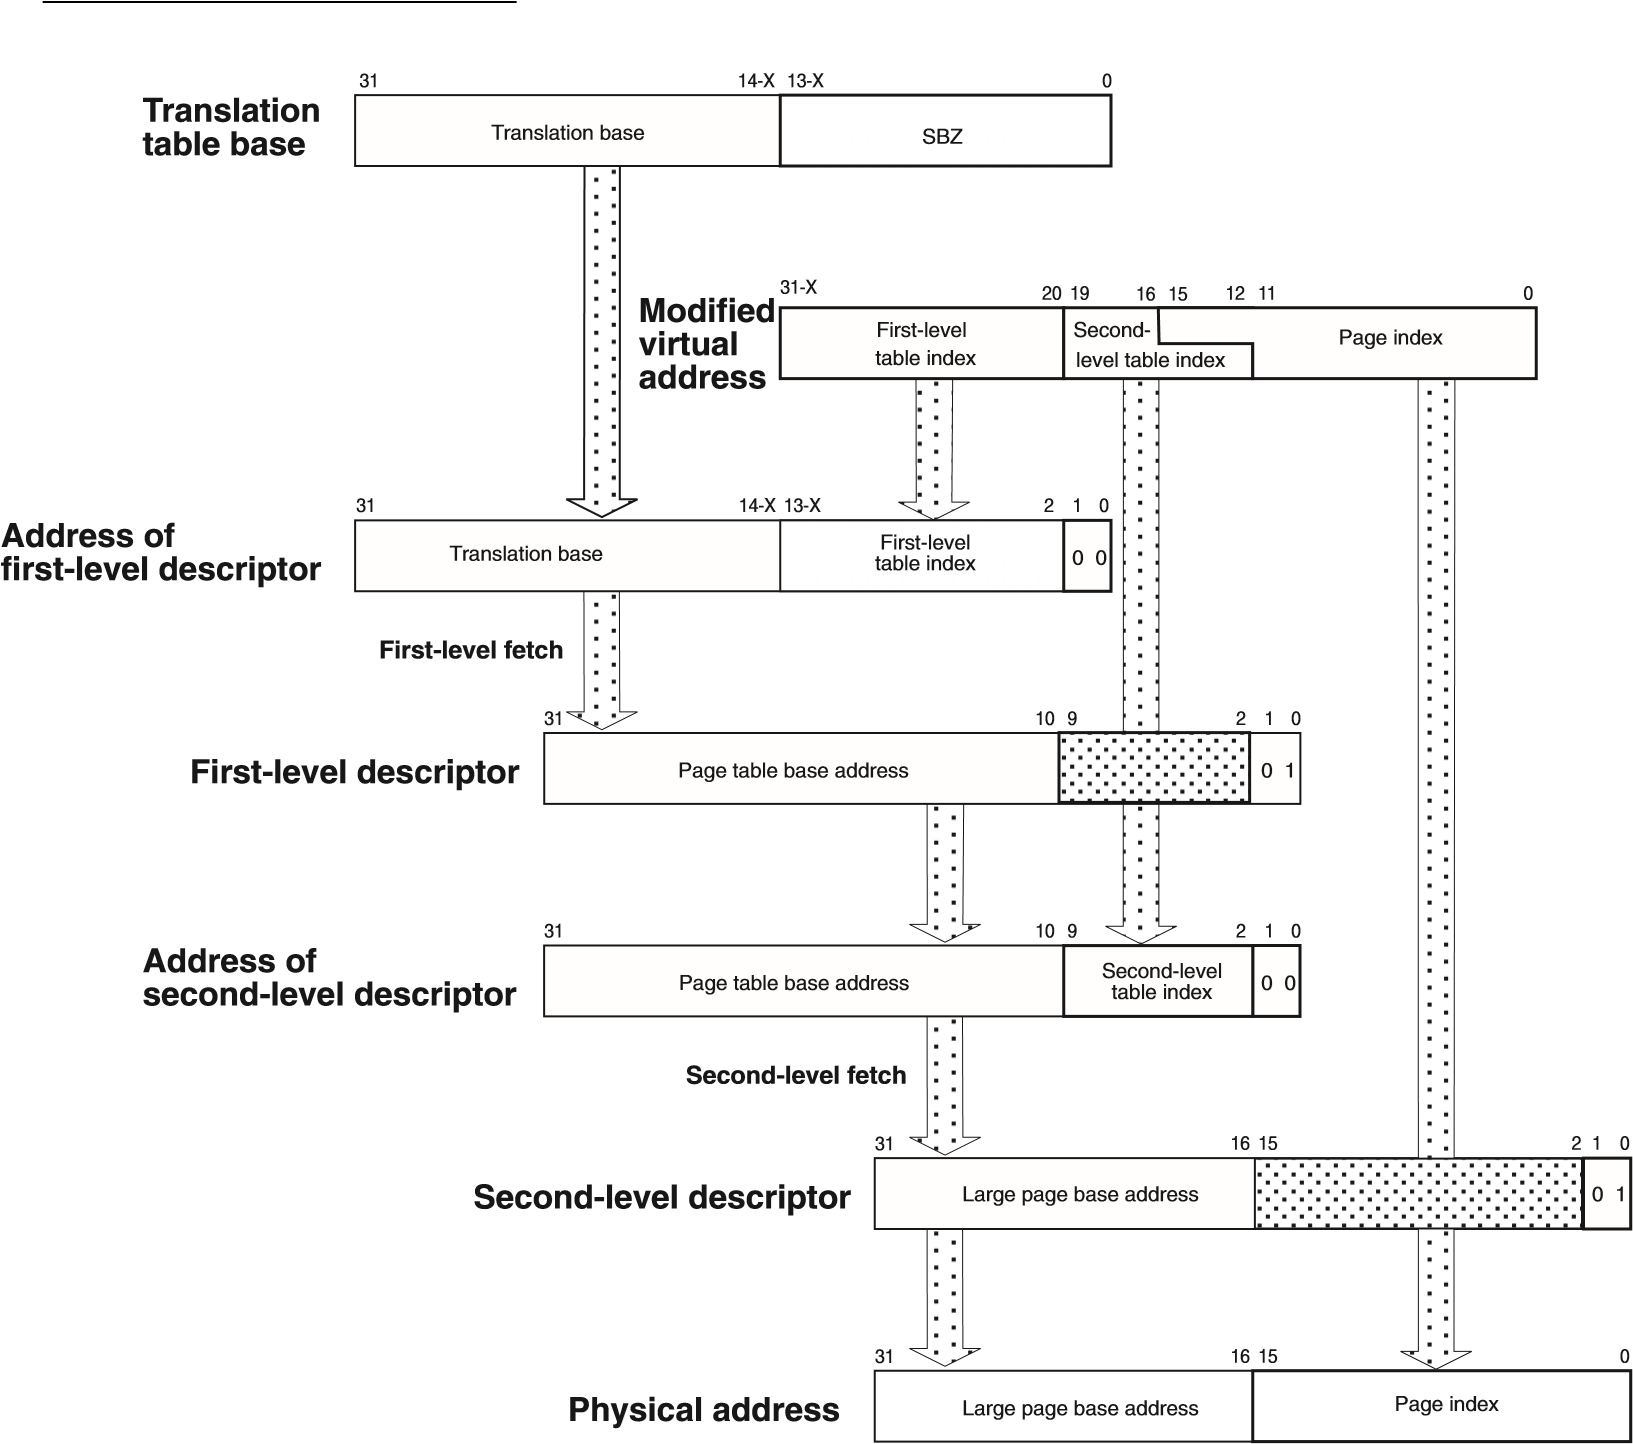 31 14-X 13-X 0
Translation
table base
Translation base
SBZ
31-X 20 19 16 15 12 11 0
Modified
virtual
address
First-level
table index
Second-
level table index
Page index
31 14-X 13-X 2 1 0
Address of
first-level descriptor
Translation base
First-level
table index
0 0
First-level fetch
31 10 9 2 1 0
First-level descriptor
Page table base address
0 1
31 10 9 2 1 0
Address of
second-level descriptor
Page table base address
Second-level
table index
0 0
Second-level fetch
31 16 15 2 1 0
Second-level descriptor
Large page base address
0 1
31 16 15 0
Physical address
Large page base address
Page index